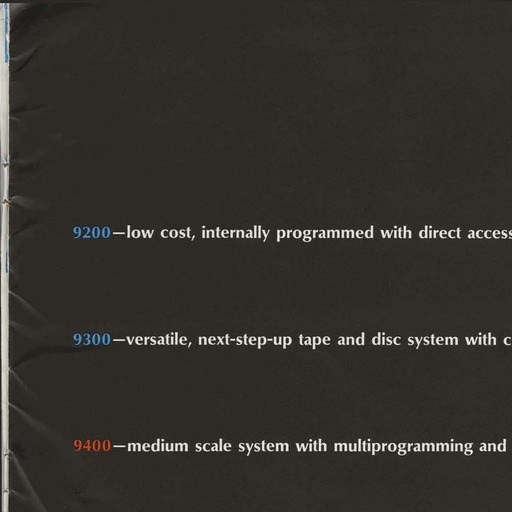 9200—low cost, internally programmed with direct access
9300—versatile, next-step-up tape and disc system with c
9400—medium scale system with multiprogramming and